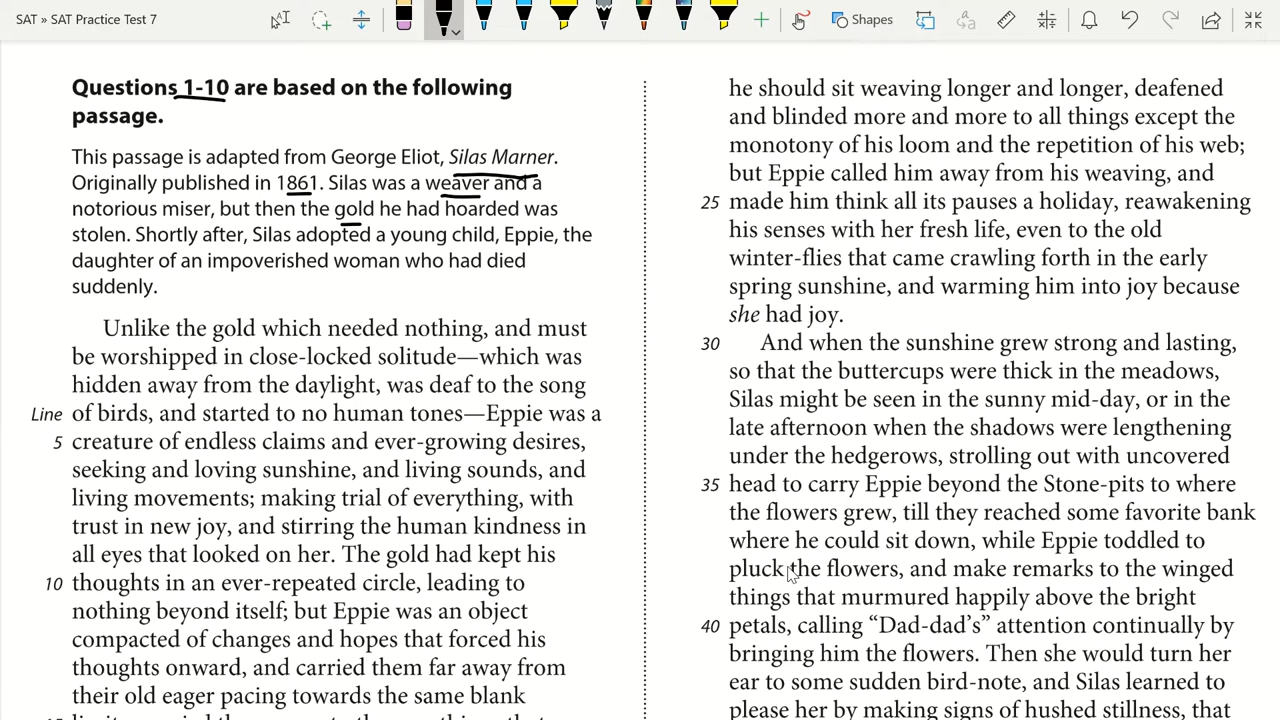 SAT » SAT Practice Test 7
Shapes
Questions 1-10 are based on the following
passage.
This passage is adapted from George Eliot, Silas Marner.
Originally published in 1861. Silas was a weaver and a
notorious miser, but then the gold he had hoarded was
stolen. Shortly after, Silas adopted a young child, Eppie, the
daughter of an impoverished woman who had died
suddenly.
Unlike the gold which needed nothing, and must
be worshipped in close-locked solitude—which was
hidden away from the daylight, was deaf to the song
Line of birds, and started to no human tones—Eppie was a
5 creature of endless claims and ever-growing desires,
seeking and loving sunshine, and living sounds, and
living movements; making trial of everything, with
trust in new joy, and stirring the human kindness in
all eyes that looked on her. The gold had kept his
10 thoughts in an ever-repeated circle, leading to
nothing beyond itself; but Eppie was an object
compacted of changes and hopes that forced his
thoughts onward, and carried them far away from
their old eager pacing towards the same blank
he should sit weaving longer and longer, deafened
and blinded more and more to all things except the
monotony of his loom and the repetition of his web;
but Eppie called him away from his weaving, and
25 made him think all its pauses a holiday, reawakening
his senses with her fresh life, even to the old
winter-flies that came crawling forth in the early
spring sunshine, and warming him into joy because
she had joy.
30 And when the sunshine grew strong and lasting,
so that the buttercups were thick in the meadows,
Silas might be seen in the sunny mid-day, or in the
late afternoon when the shadows were lengthening
under the hedgerows, strolling out with uncovered
35 head to carry Eppie beyond the Stone-pits to where
the flowers grew, till they reached some favorite bank
where he could sit down, while Eppie toddled to
pluck the flowers, and make remarks to the winged
things that murmured happily above the bright
40 petals, calling “Dad-dad’s” attention continually by
bringing him the flowers. Then she would turn her
ear to some sudden bird-note, and Silas learned to
please her by making signs of hushed stillness, that